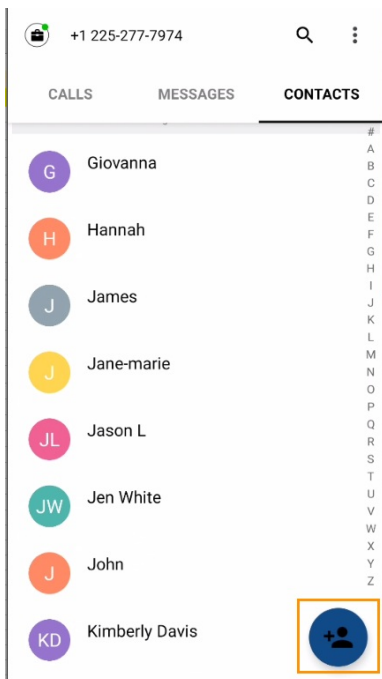 +1 225-277-7974
CALLS MESSAGES CONTACTS
#
A
G Giovanna
B
C
D
E
H Hannah
F
G
H
I
J James
J
K
L
M
J Jane-marie
N
O
P
Q
JL Jason L
R
S
T
U
JW Jen White
V
W
X
J John
Y
Z
KD Kimberly Davis